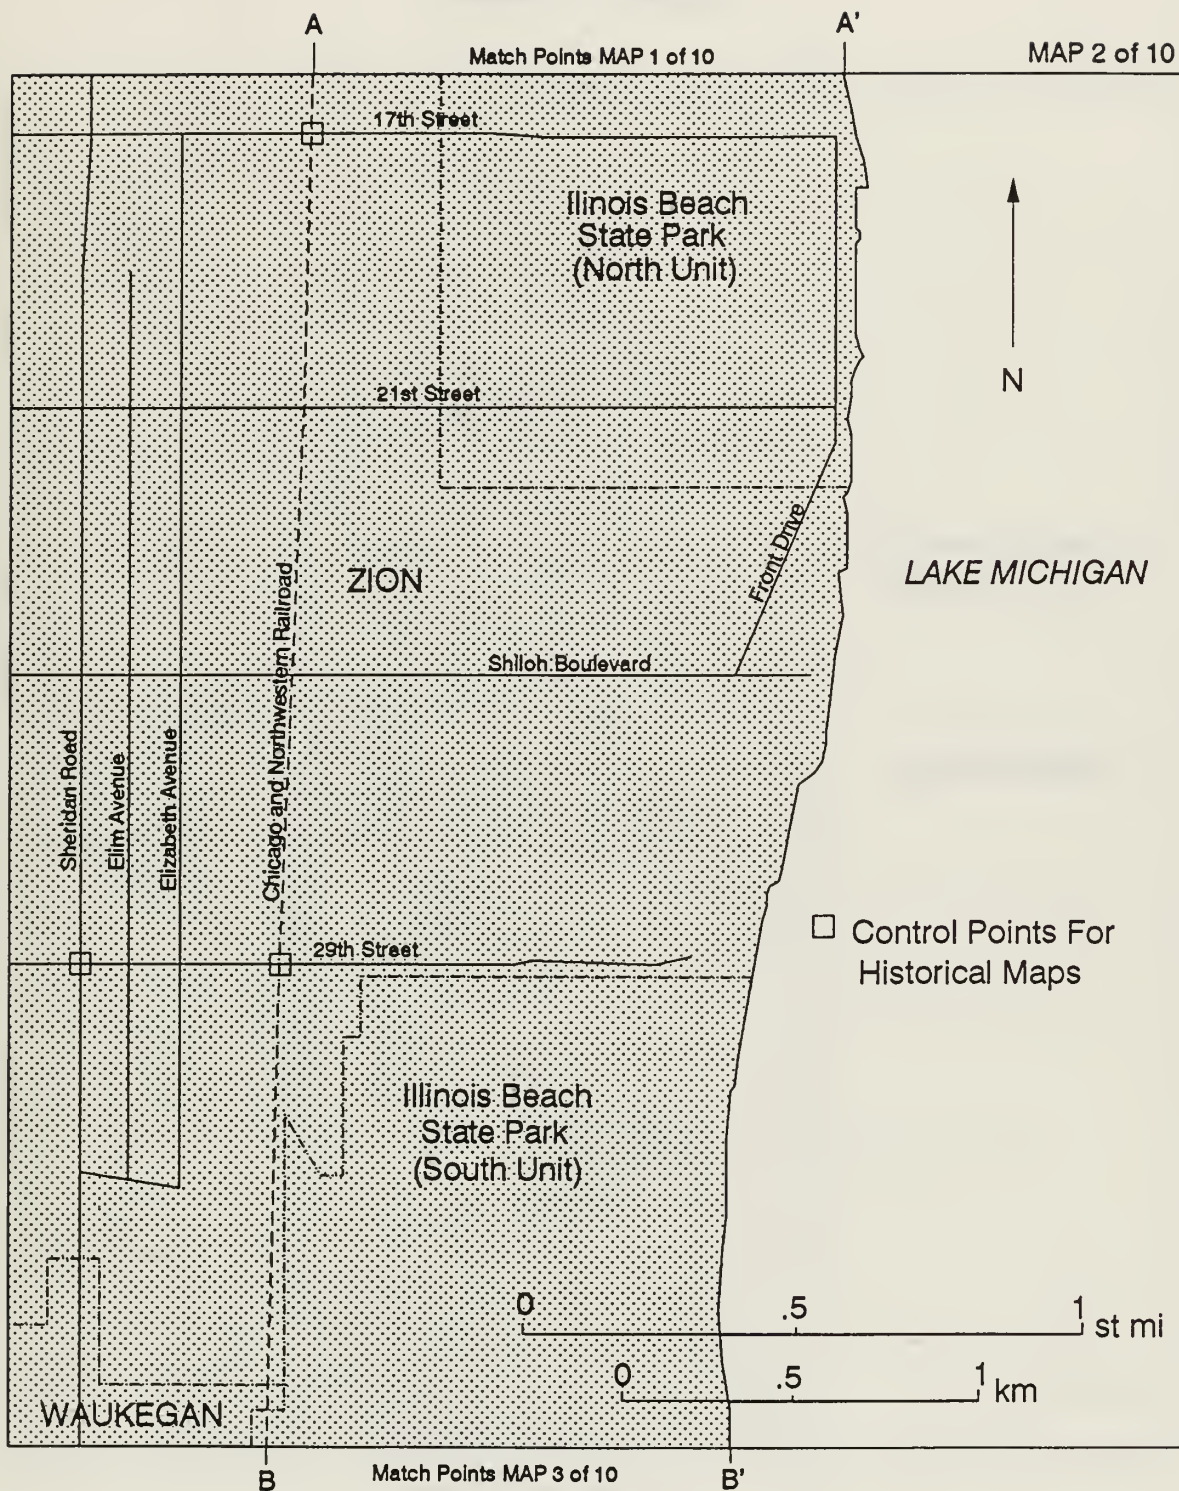 A
A'
Match Points MAP 1 of 10
MAP 2 of 10
17th Street
Ilinois Beach
State Park
(North Unit)
N
21st Street
Front Drive
ZION
LAKE MICHIGAN
Shiloh Boulevard
Sheridan Road
Elim Avenue
Elizabeth Avenue
Chicago and Northwestern Railroad
Control Points For
Historical Maps
29th Street
Illinois Beach
State Park
(South Unit)
0 .5 1
st mi
0 .5 1
km
WAUKEGAN
B
Match Points MAP 3 of 10
B'